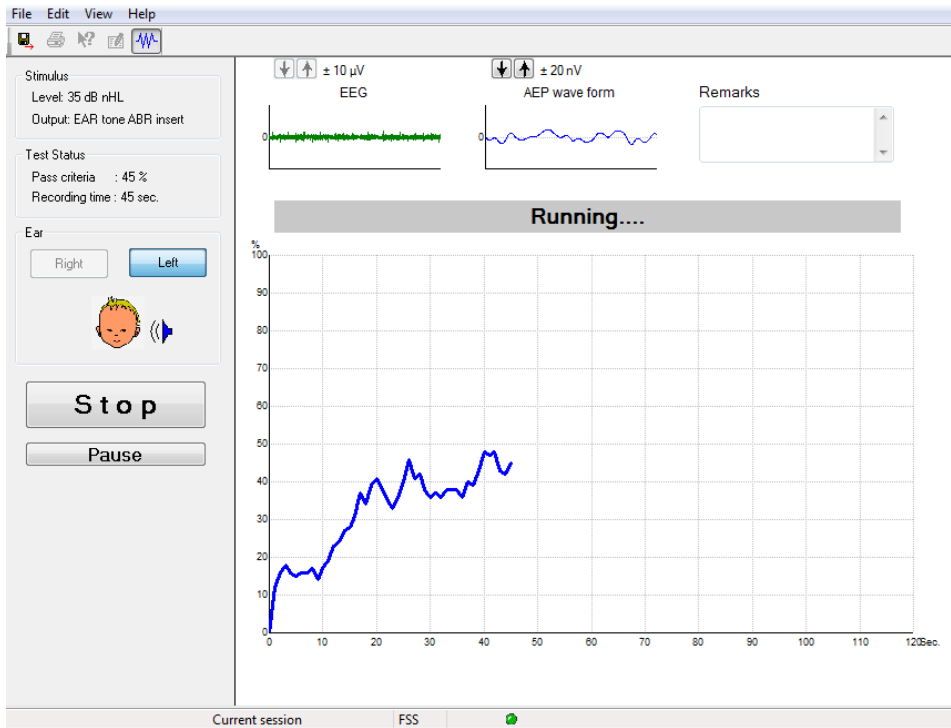 File Edit View Help
Stimulus
Level: 35 dB nHL
Output: EAR tone ABR insert
Test Status
Pass criteria : 45 %
Recording time : 45 sec.
Ear
Right Left
Stop
Pause
± 10 µV
EEG
0
± 20 nV
AEP wave form
0
Remarks
Running....
%
100
90
80
70
60
50
40
30
20
10
0
0 10 20 30 40 50 60 70 80 90 100 110 120Sec.
Current session FSS